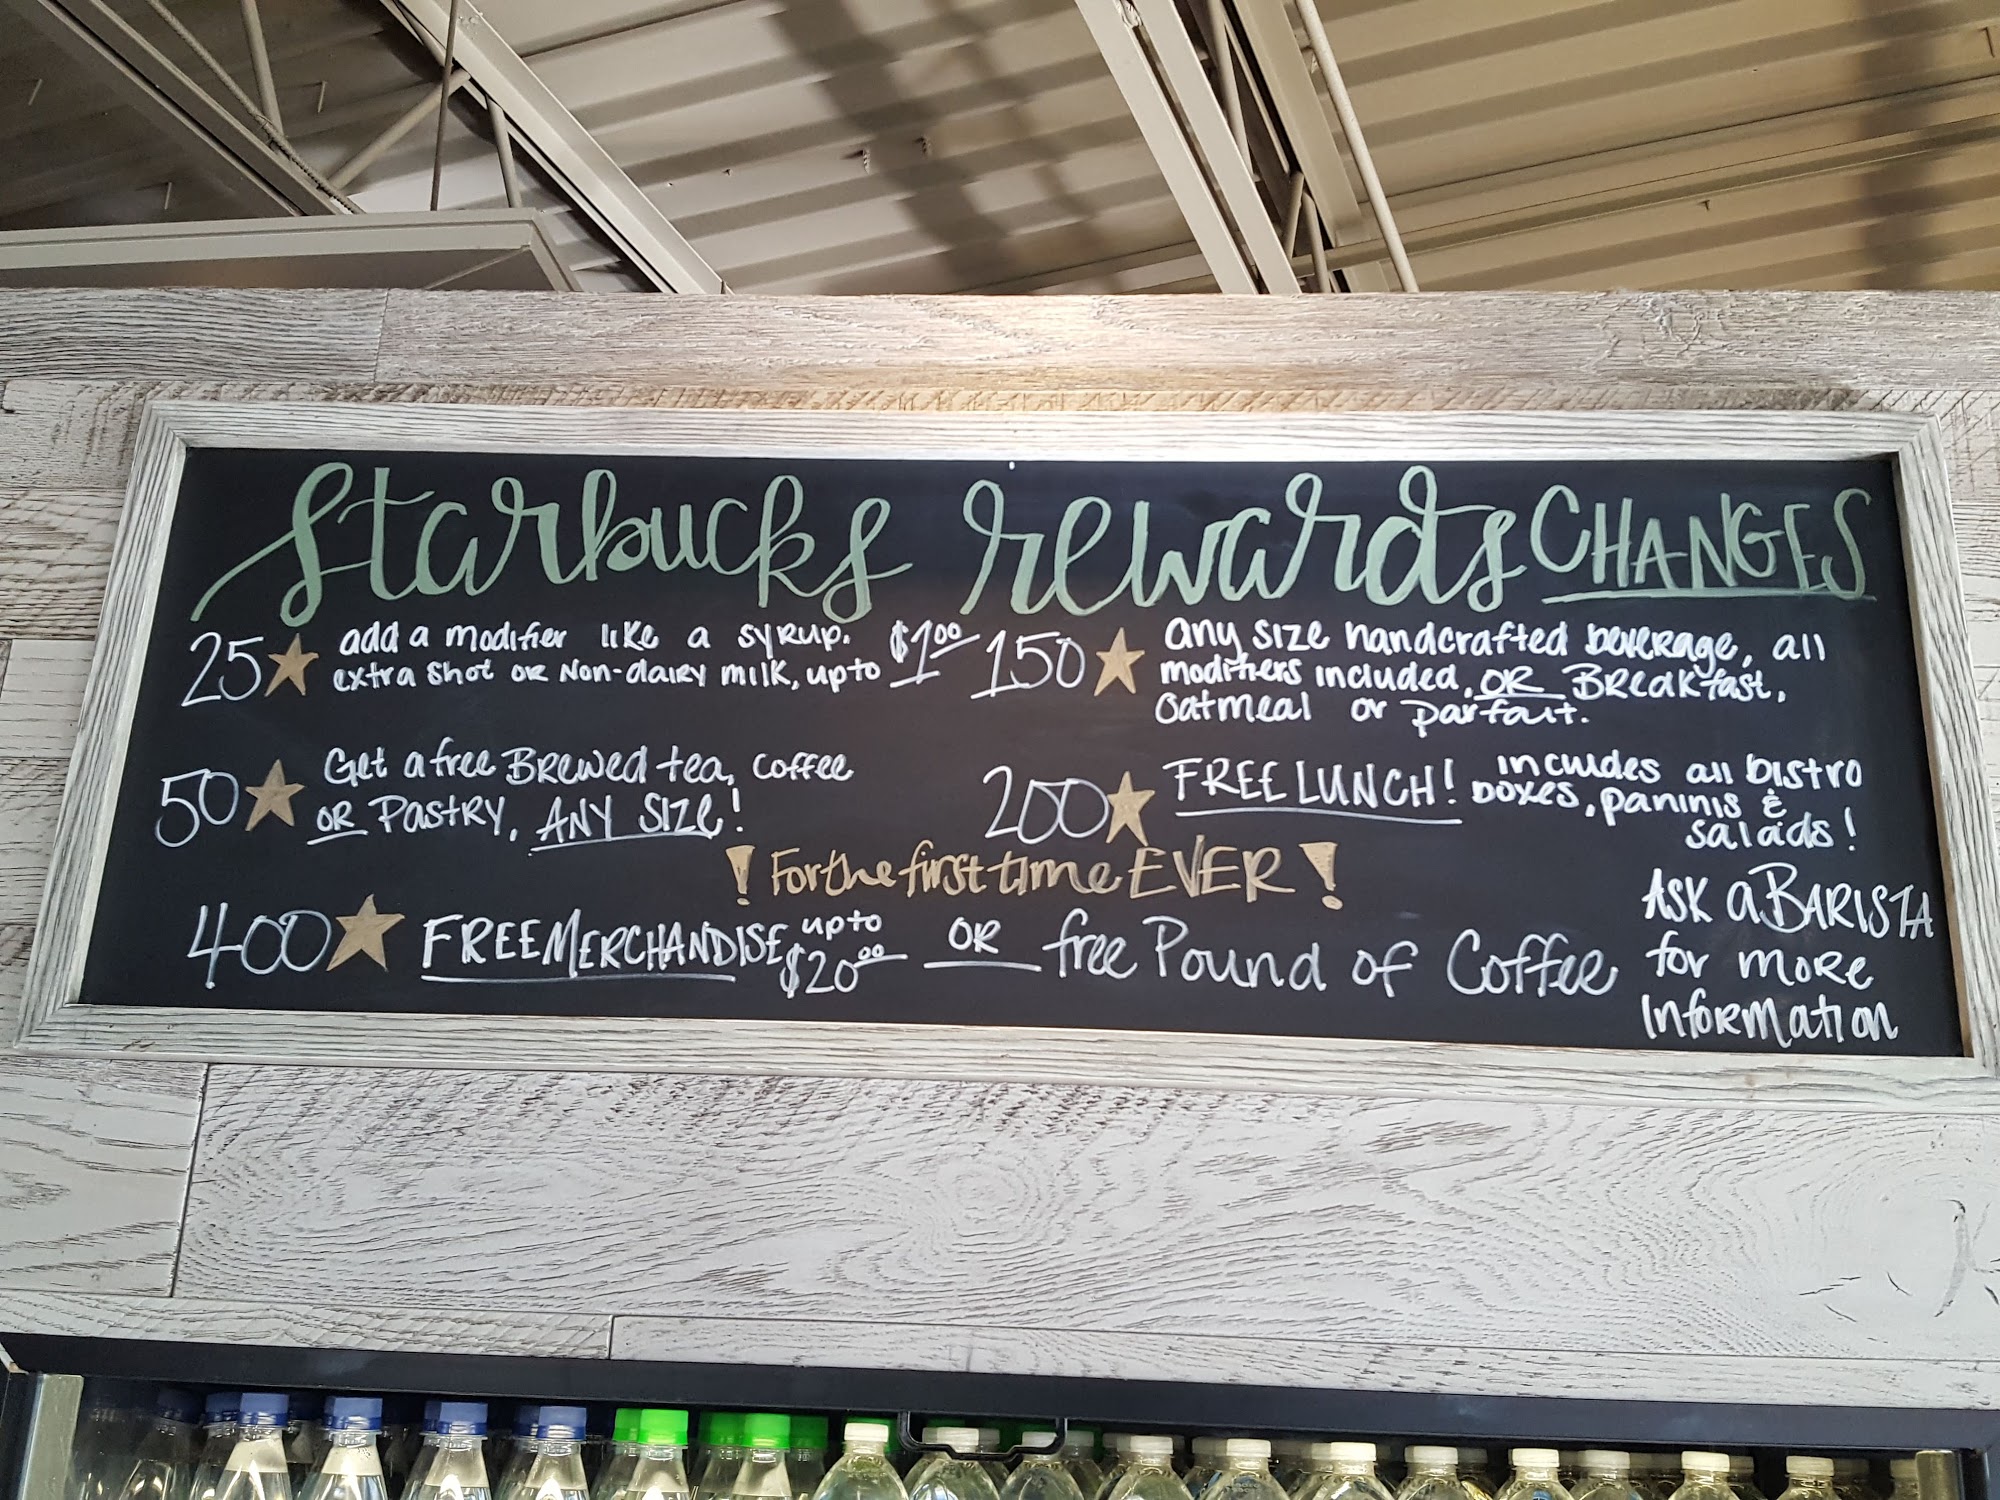 Starbucks rewards CHANGES
25 add a modifier like a syrup. $1.00
extra shot or non-dairy milk, up to
50 Get a free Brewed tea, coffee
or Pastry, ANY SIZE!
150 any size handcrafted beverage, all
modifiers included, OR Breakfast,
oatmeal or parfait.
200 FREE LUNCH! includes all bistro
boxes, paninis &
salads!
! For the first time EVER !
400 FREE MERCHANDISE, up to
$20.00 OR free Pound of Coffee
ASK a BARISTA
for more
Information